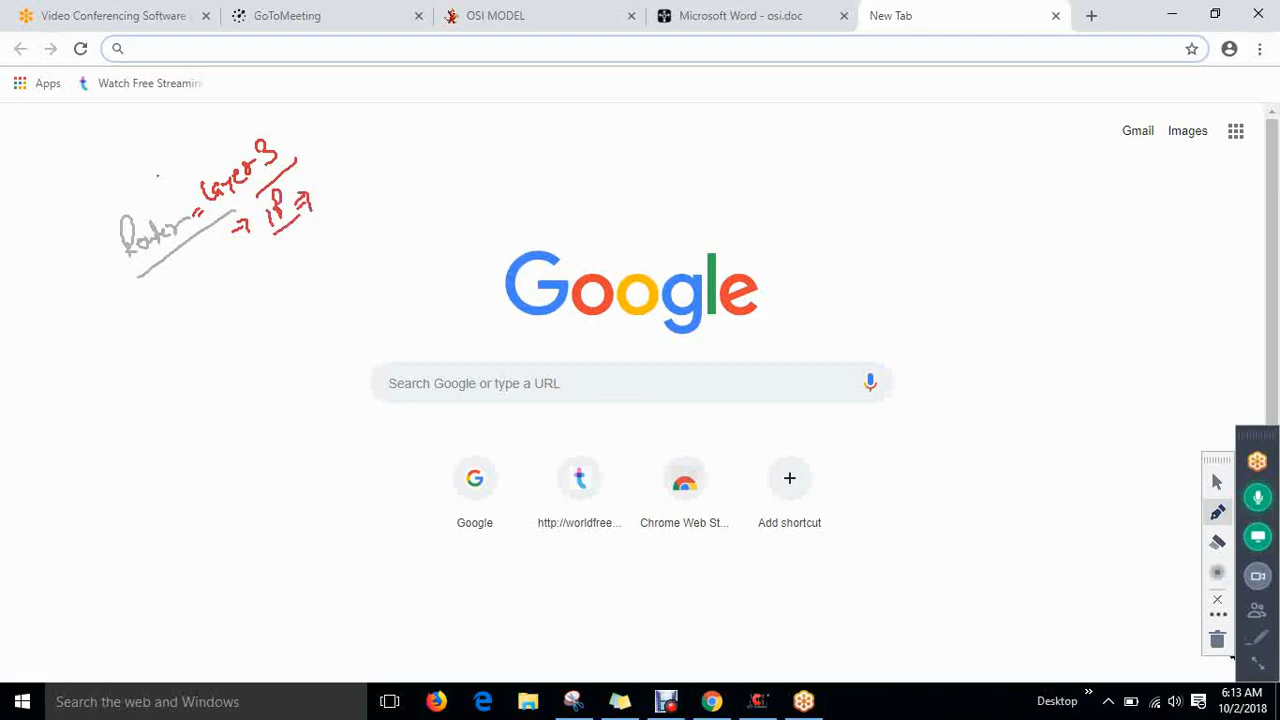 Video Conferencing Software
GoToMeeting
OSI MODEL
Microsoft Word - osi.doc
New Tab
Apps
Watch Free Streamin
Gmail
Images
Router = Layer 3
⇒ IP ⇒
Google
Search Google or type a URL
Google
http://worldfree...
Chrome Web St...
Add shortcut
Search the web and Windows
Desktop
6:13 AM
10/2/2018